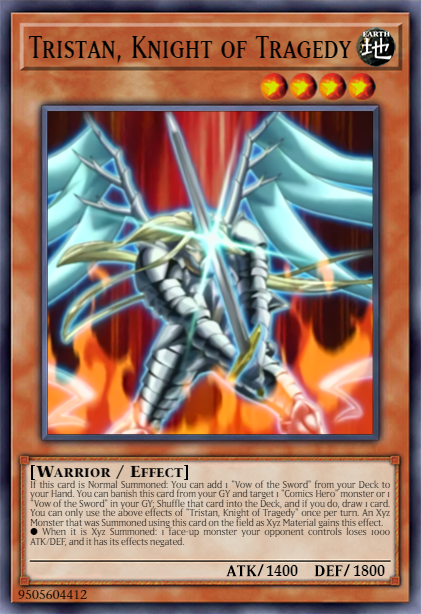 Tristan, Knight of Tragedy
EARTH
地
[Warrior / Effect]
If this card is Normal Summoned: You can add 1 "Vow of the Sword" from your Deck to
your Hand. You can banish this card from your GY and target 1 "Comics Hero" monster or 1
"Vow of the Sword" in your GY; Shuffle that card into the Deck, and if you do, draw 1 card.
You can only use the above effects of "Tristan, Knight of Tragedy" once per turn. An Xyz
Monster that was Summoned using this card on the field as Xyz Material gains this effect.
● When it is Xyz Summoned: 1 face-up monster your opponent controls loses 1000
ATK/DEF, and it has its effects negated.
ATK/1400 DEF/1800
9505604412